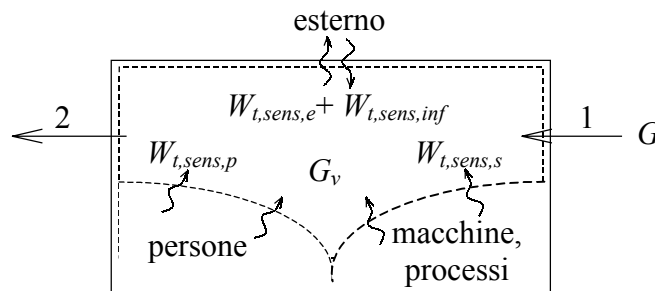 esterno
2
1
G
W_{t,sens,e} + W_{t,sens,inf}
W_{t,sens,p}
G_v
W_{t,sens,s}
persone
macchine,
processi